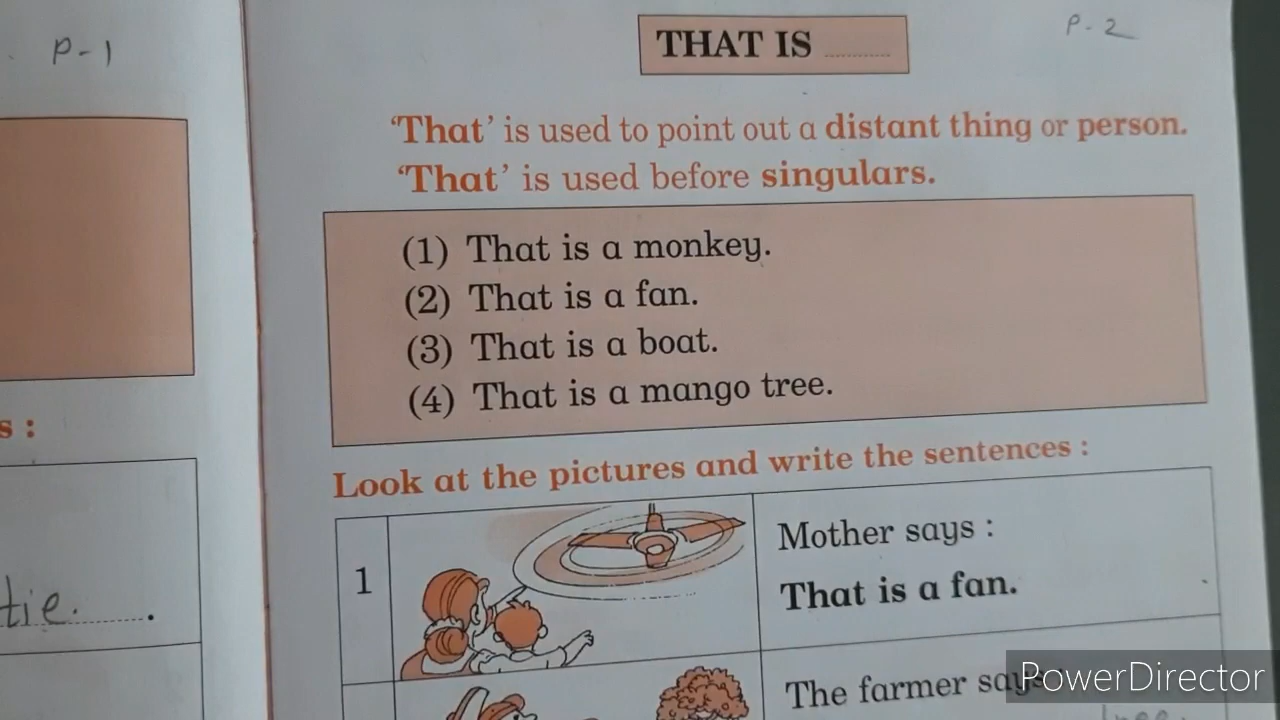 P-1
P-2
THAT IS ..........
‘That’ is used to point out a distant thing or person.
‘That’ is used before singulars.
(1) That is a monkey.
(2) That is a fan.
(3) That is a boat.
(4) That is a mango tree.
s :
Look at the pictures and write the sentences :
1
Mother says :
That is a fan.
tie. .
The farmer says
PowerDirector